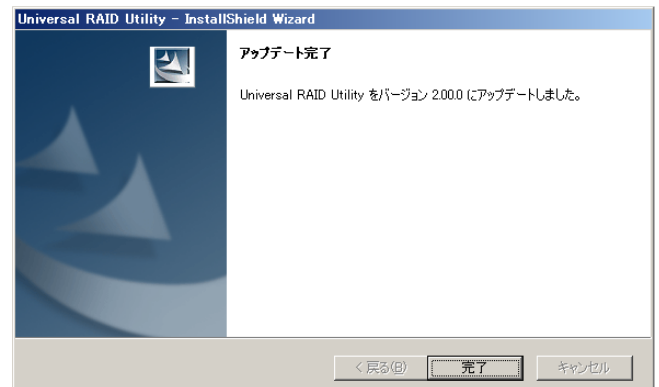 Universal RAID Utility - InstallShield Wizard
アップデート完了
Universal RAID Utility をバージョン 2.00.0 にアップデートしました。
< 戻る(B)
完了
キャンセル